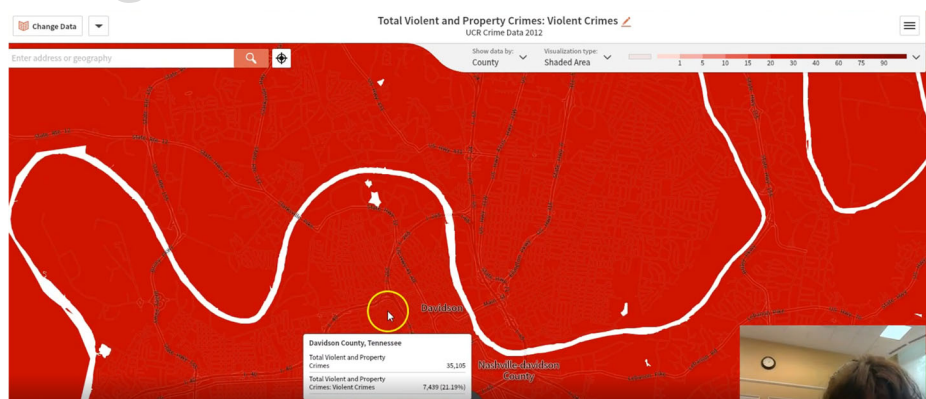 Change Data
Total Violent and Property Crimes: Violent Crimes
UCR Crime Data 2012
Enter address or geography
Show data by:
County
Visualization type:
Shaded Area
1 5 10 15 20 30 40 60 75 90
Davidson
Davidson County, Tennessee
Total Violent and Property
Crimes 35,105
Total Violent and Property
Crimes: Violent Crimes 7,439 (21.19%)
Nashville-davidson
County